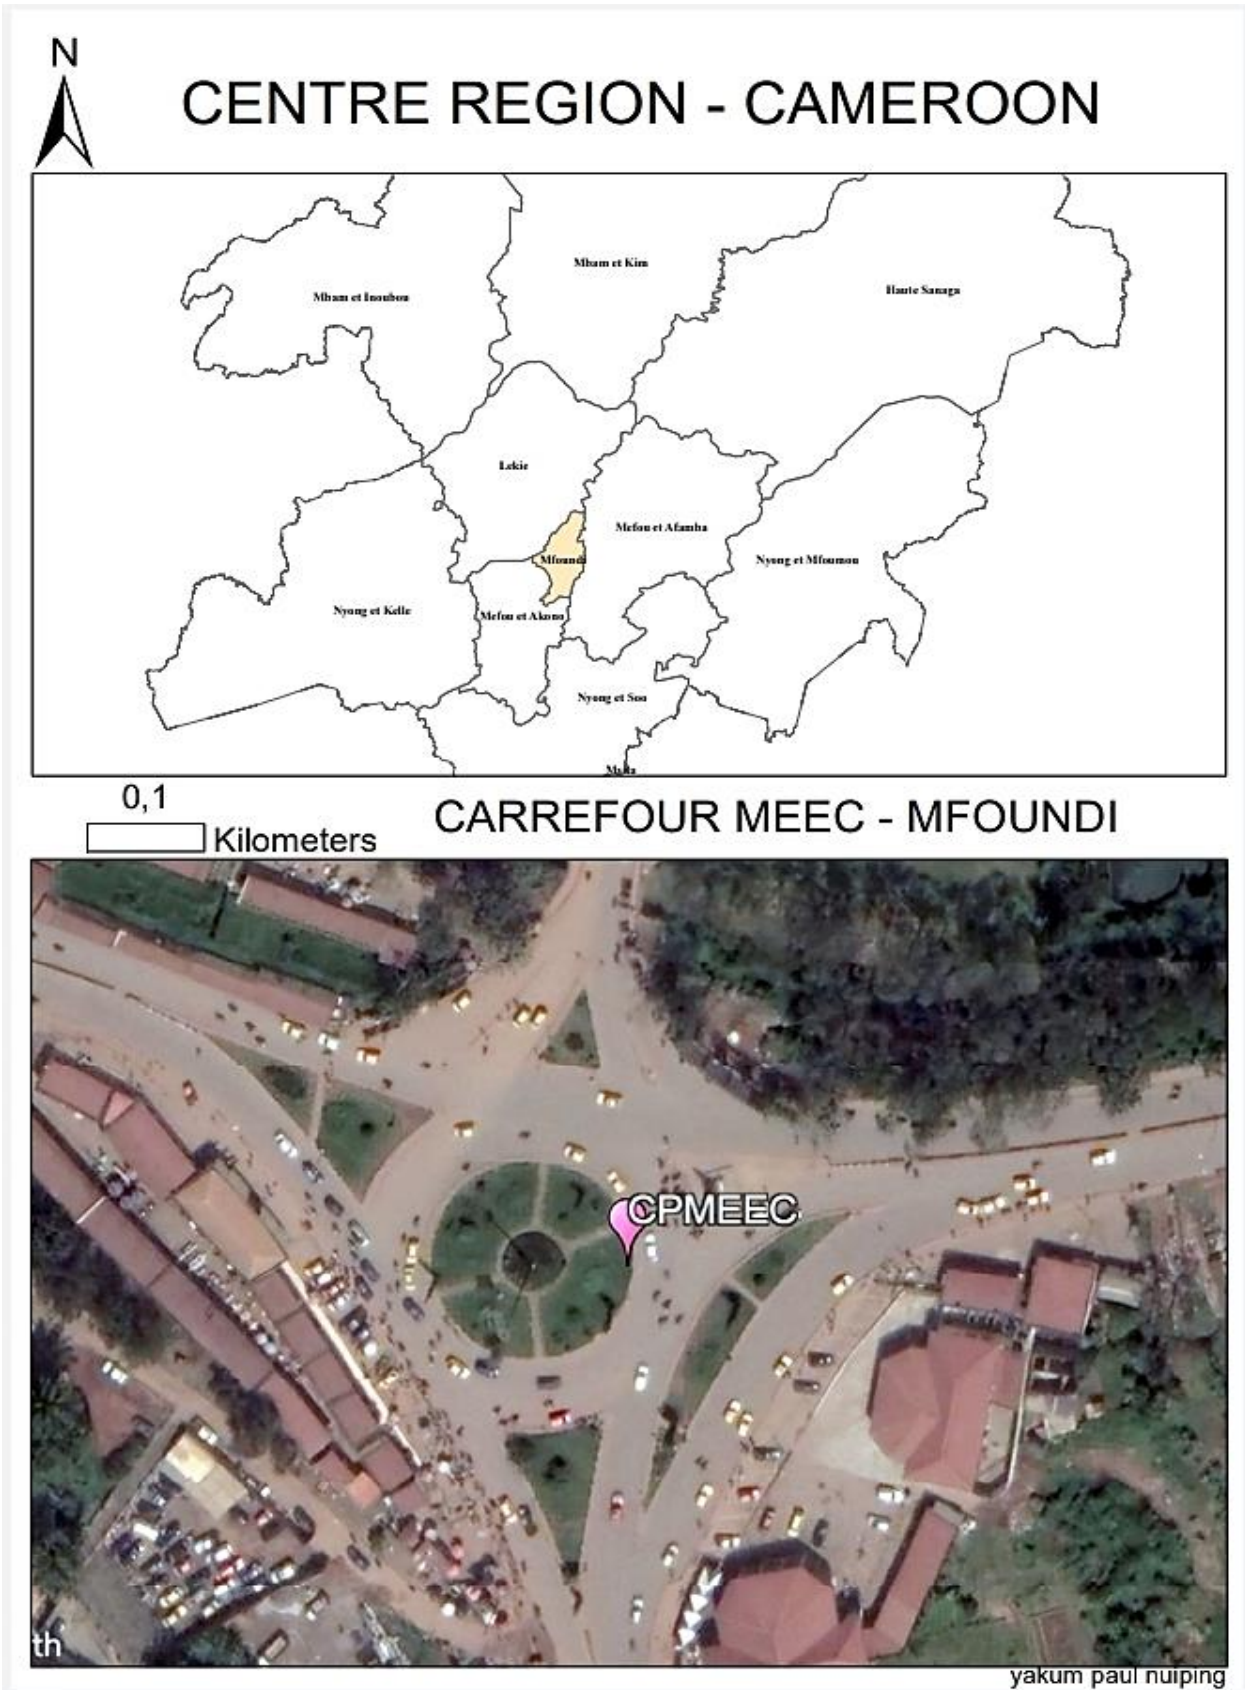 N
CENTRE REGION - CAMEROON
Mbam et Kim
Haute Sanaga
Mbam et Inoubou
Lekie
Mefou et Afamba
Mfoundi
Nyong et Mfoumou
Nyong et Kelle
Mefou et Akono
Nyong et Soo
0,1
Kilometers
CARREFOUR MEEC - MFOUNDI
CPMEEC
th
yakum paul nuiping